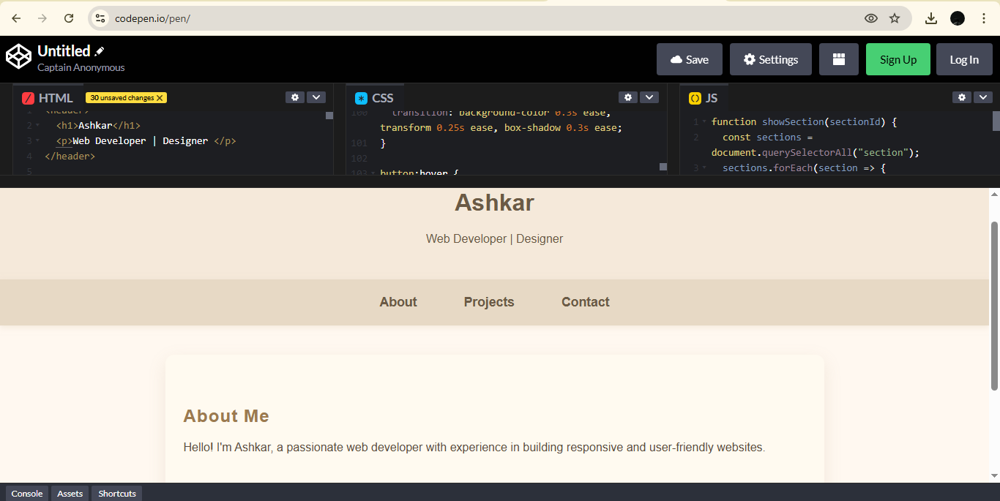 codepen.io/pen/
Untitled
Captain Anonymous
Save
Settings
Sign Up
Log In
HTML
30 unsaved changes X
CSS
JS
1 <header>
2 <h1>Ashkar</h1>
3 <p>Web Developer | Designer </p>
4 </header>
5
100 transition: background-color 0.3s ease,
transform 0.25s ease, box-shadow 0.3s ease;
101 }
102
103 button:hover {
1 function showSection(sectionId) {
2 const sections =
document.querySelectorAll("section");
3 sections.forEach(section => {
Ashkar
Web Developer | Designer
About
Projects
Contact
About Me
Hello! I'm Ashkar, a passionate web developer with experience in building responsive and user-friendly websites.
Console
Assets
Shortcuts